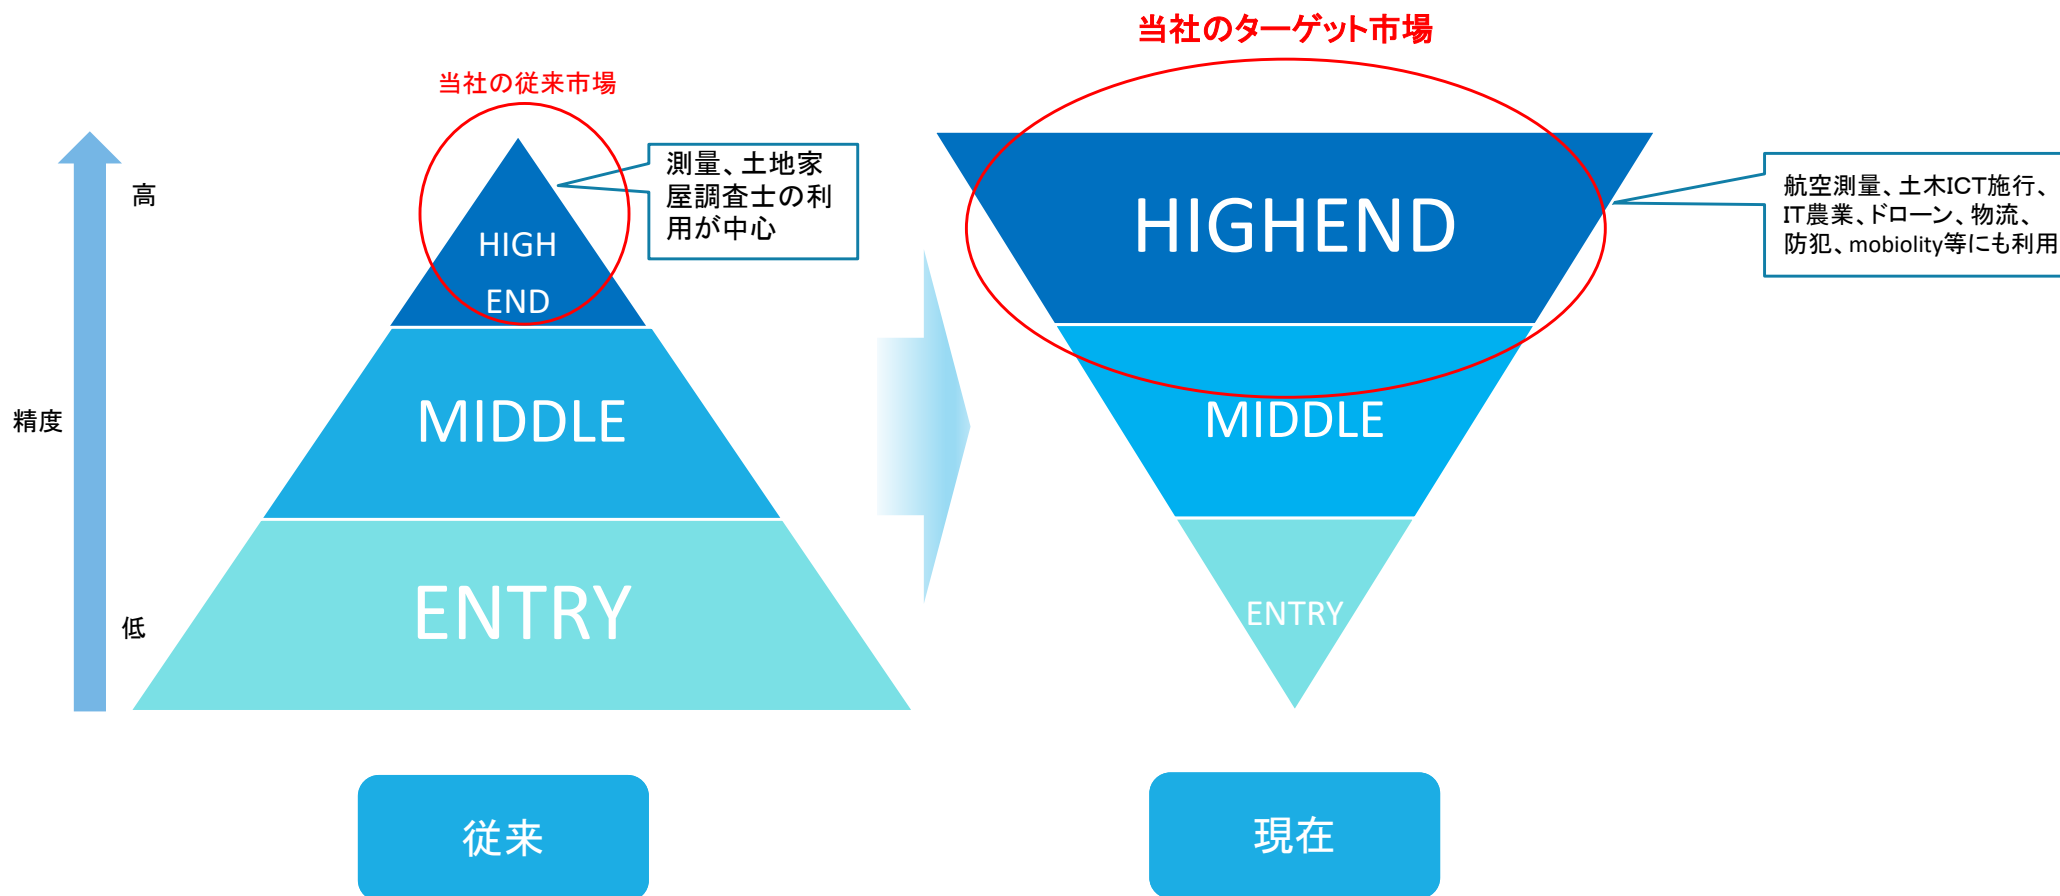 当社のターゲット市場
当社の従来市場
高
精度
低
HIGH
END
MIDDLE
ENTRY
測量、土地家
屋調査士の利
用が中心
HIGHEND
MIDDLE
ENTRY
航空測量、土木ICT施行、
IT農業、ドローン、物流、
防犯、mobiolity等にも利用
従来
現在